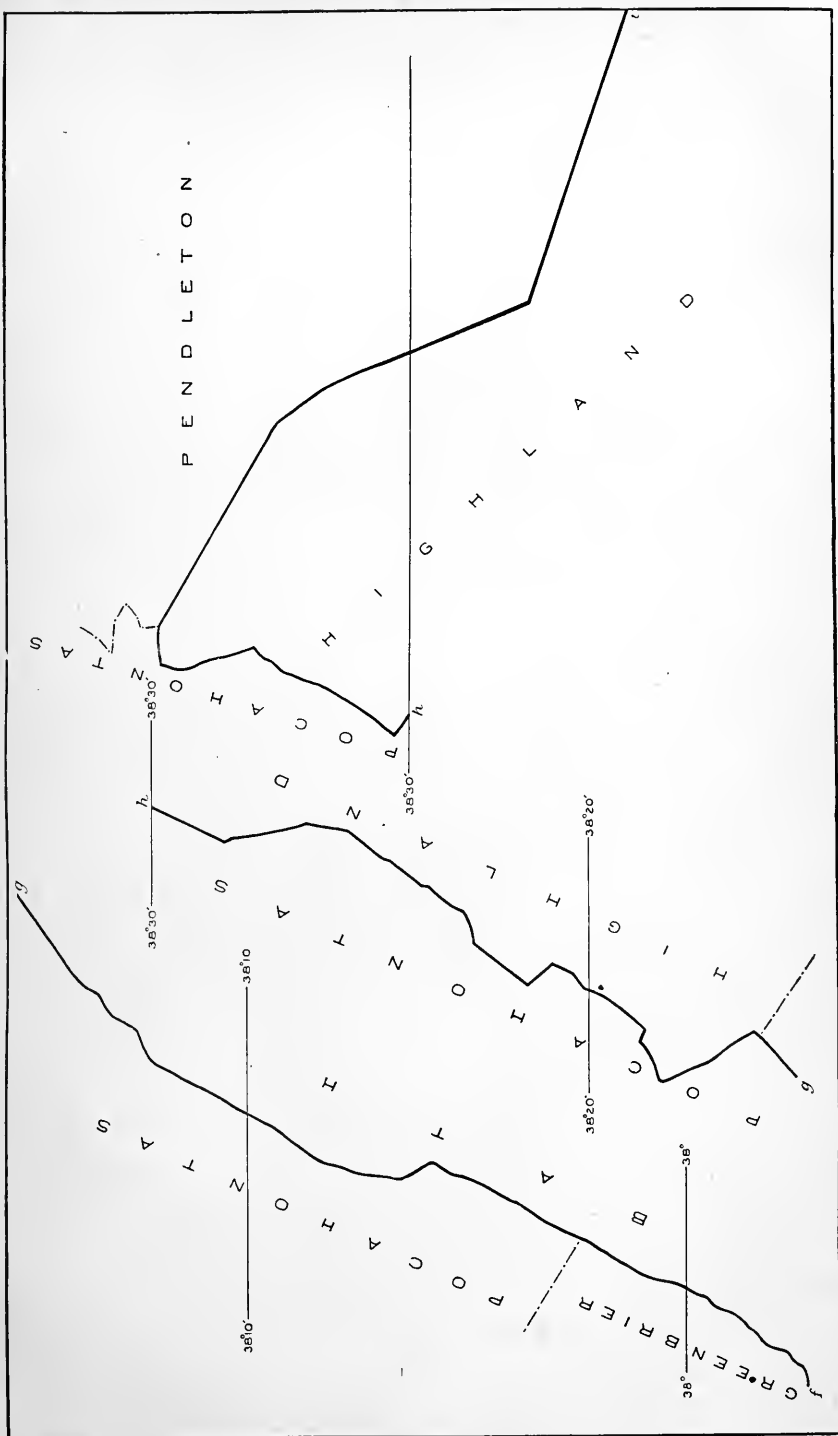 PENDLETON
i
HIGHLAND
POCAHONTAS
38°30'
h
38°30'
h
38°30'
g
HIGHLAND
POCAHONTAS
38°20'
38°20'
g
38°10
38°10'
POCAHONTAS
BATH
38°
38°
GREENBRIER
f